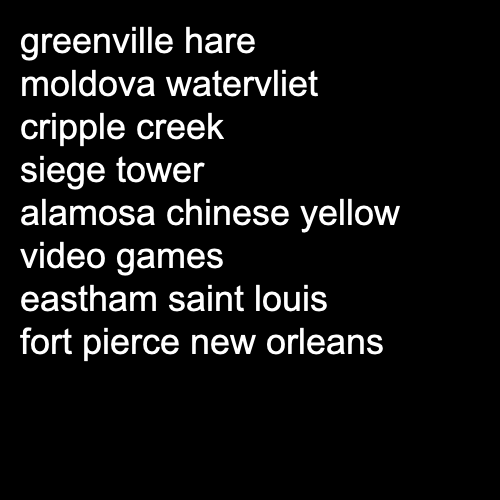 greenville hare
moldova watervliet
cripple creek
siege tower
alamosa chinese yellow
video games
eastham saint louis
fort pierce new orleans